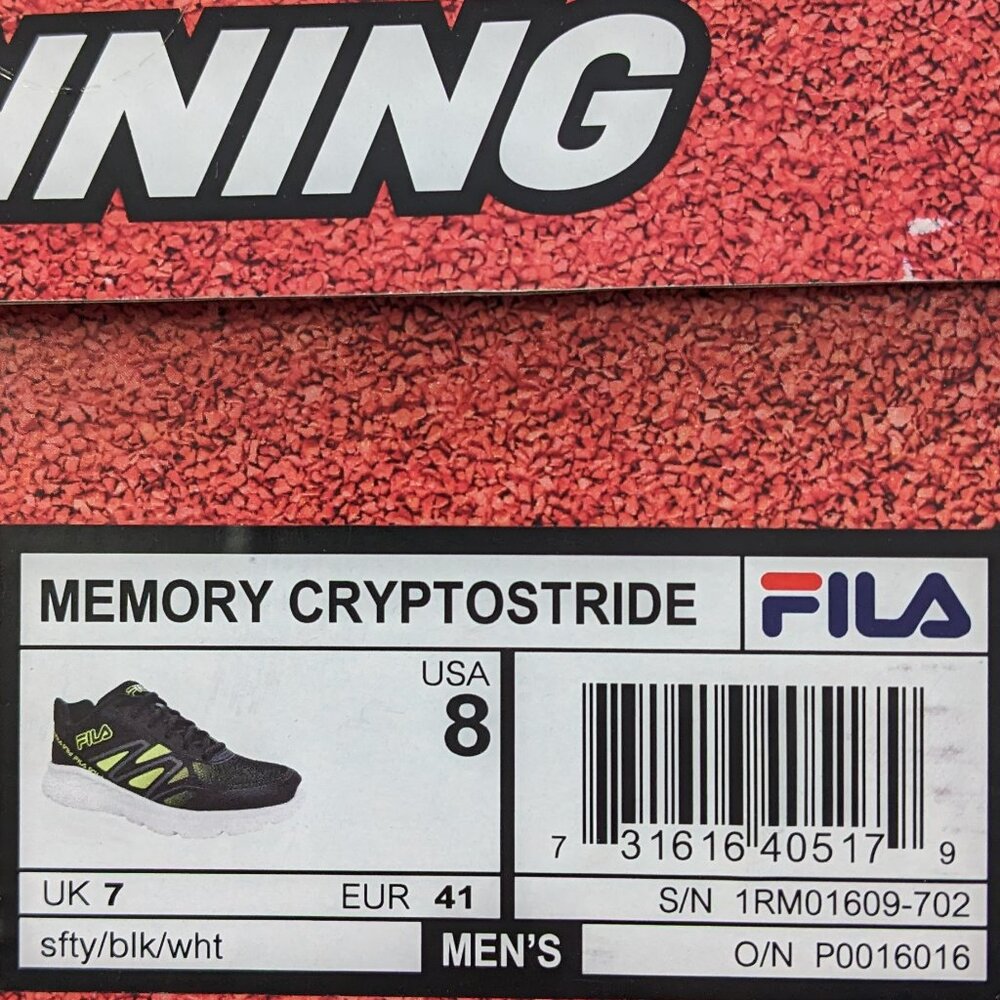 NNING
MEMORY CRYPTOSTRIDE
FILA
USA
8
FILA
7 31616 40517 9
UK 7
EUR 41
S/N 1RM01609-702
sfty/blk/wht
MEN'S
O/N P0016016